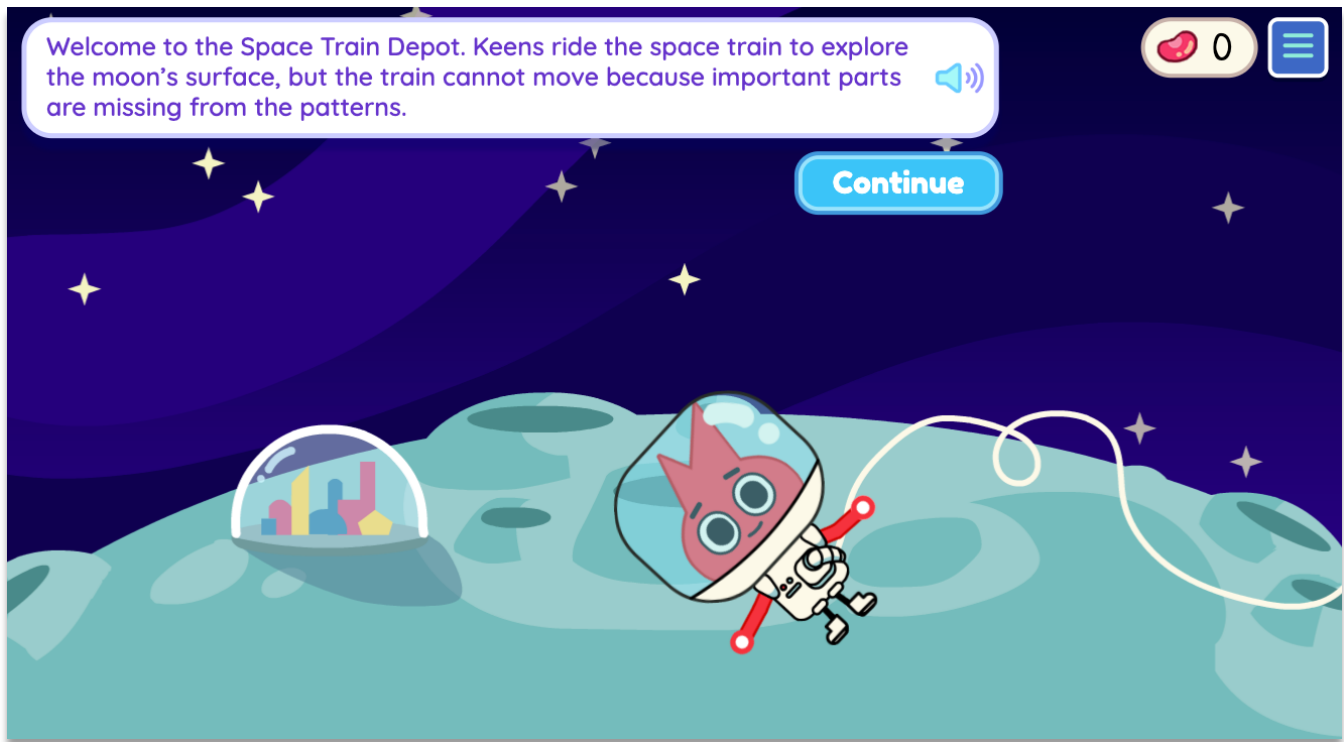 Welcome to the Space Train Depot. Keens ride the space train to explore
the moon’s surface, but the train cannot move because important parts
are missing from the patterns.
0
Continue